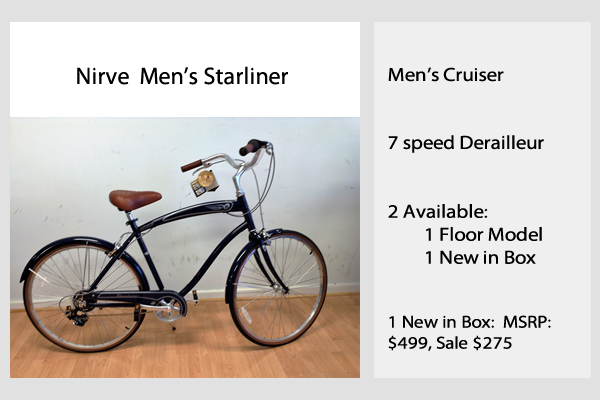 Nirve Men's Starliner
Men's Cruiser
7 speed Derailleur
2 Available:
1 Floor Model
1 New in Box
1 New in Box: MSRP:
$499, Sale $275